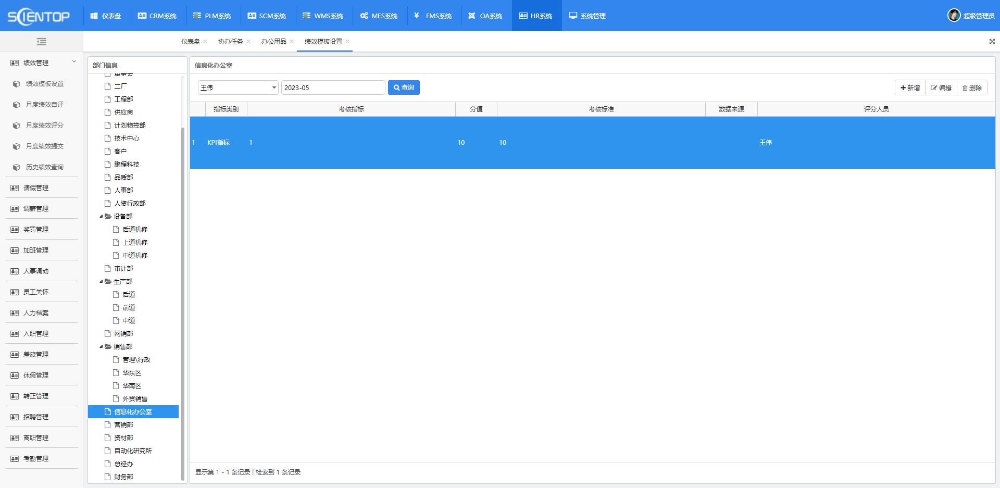 SCIENTOP 仪表盘 CRM系统 PLM系统 SCM系统 WMS系统 MES系统 FMS系统 OA系统 HR系统 系统管理 超级管理员
仪表盘 协办任务 办公用品 绩效模板设置
绩效管理
绩效模板设置
月度绩效自评
月度绩效评分
月度绩效提交
历史绩效查询
请假管理
调薪管理
奖罚管理
加班管理
人事调动
员工关怀
人力档案
入职管理
差旅管理
休假管理
转正管理
招聘管理
离职管理
考勤管理
部门信息
董事会
二厂
工程部
供应商
计划物控部
技术中心
客户
鹏程科技
品质部
人事部
人资行政部
设备部
后道机修
上道机修
中道机修
审计部
生产部
后道
前道
中道
网销部
销售部
管理\行政
华东区
华南区
外贸销售
信息化办公室
营销部
资材部
自动化研究所
总经办
财务部
信息化办公室
王伟 2023-05 查询 新增 编辑 删除
指标类别 考核指标 分值 考核标准 数据来源 评分人员
1 KPI指标 1 10 10 王伟
显示第 1 - 1 条记录 | 检索到 1 条记录